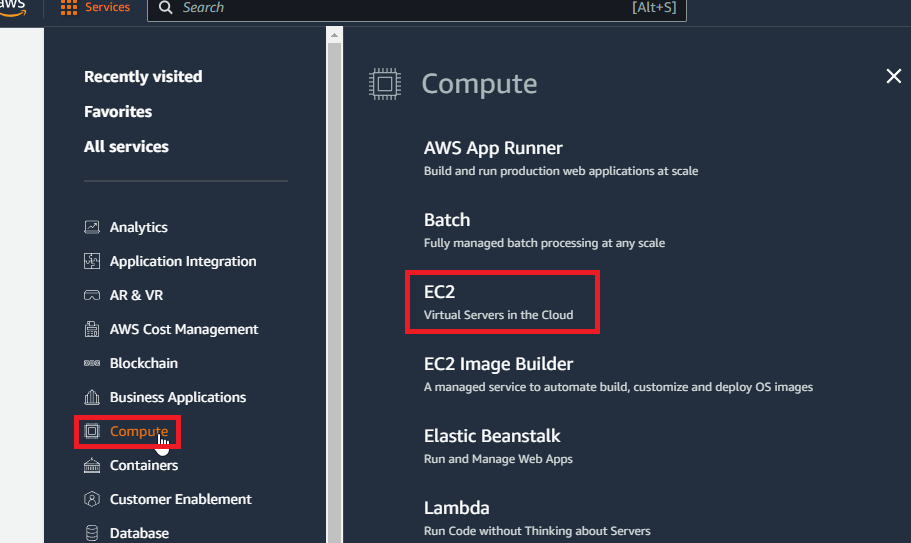 aws
Services
Search
[Alt+S]
Recently visited
Favorites
All services
Analytics
Application Integration
AR & VR
AWS Cost Management
Blockchain
Business Applications
Compute
Containers
Customer Enablement
Database
Compute
AWS App Runner
Build and run production web applications at scale
Batch
Fully managed batch processing at any scale
EC2
Virtual Servers in the Cloud
EC2 Image Builder
A managed service to automate build, customize and deploy OS images
Elastic Beanstalk
Run and Manage Web Apps
Lambda
Run Code without Thinking about Servers